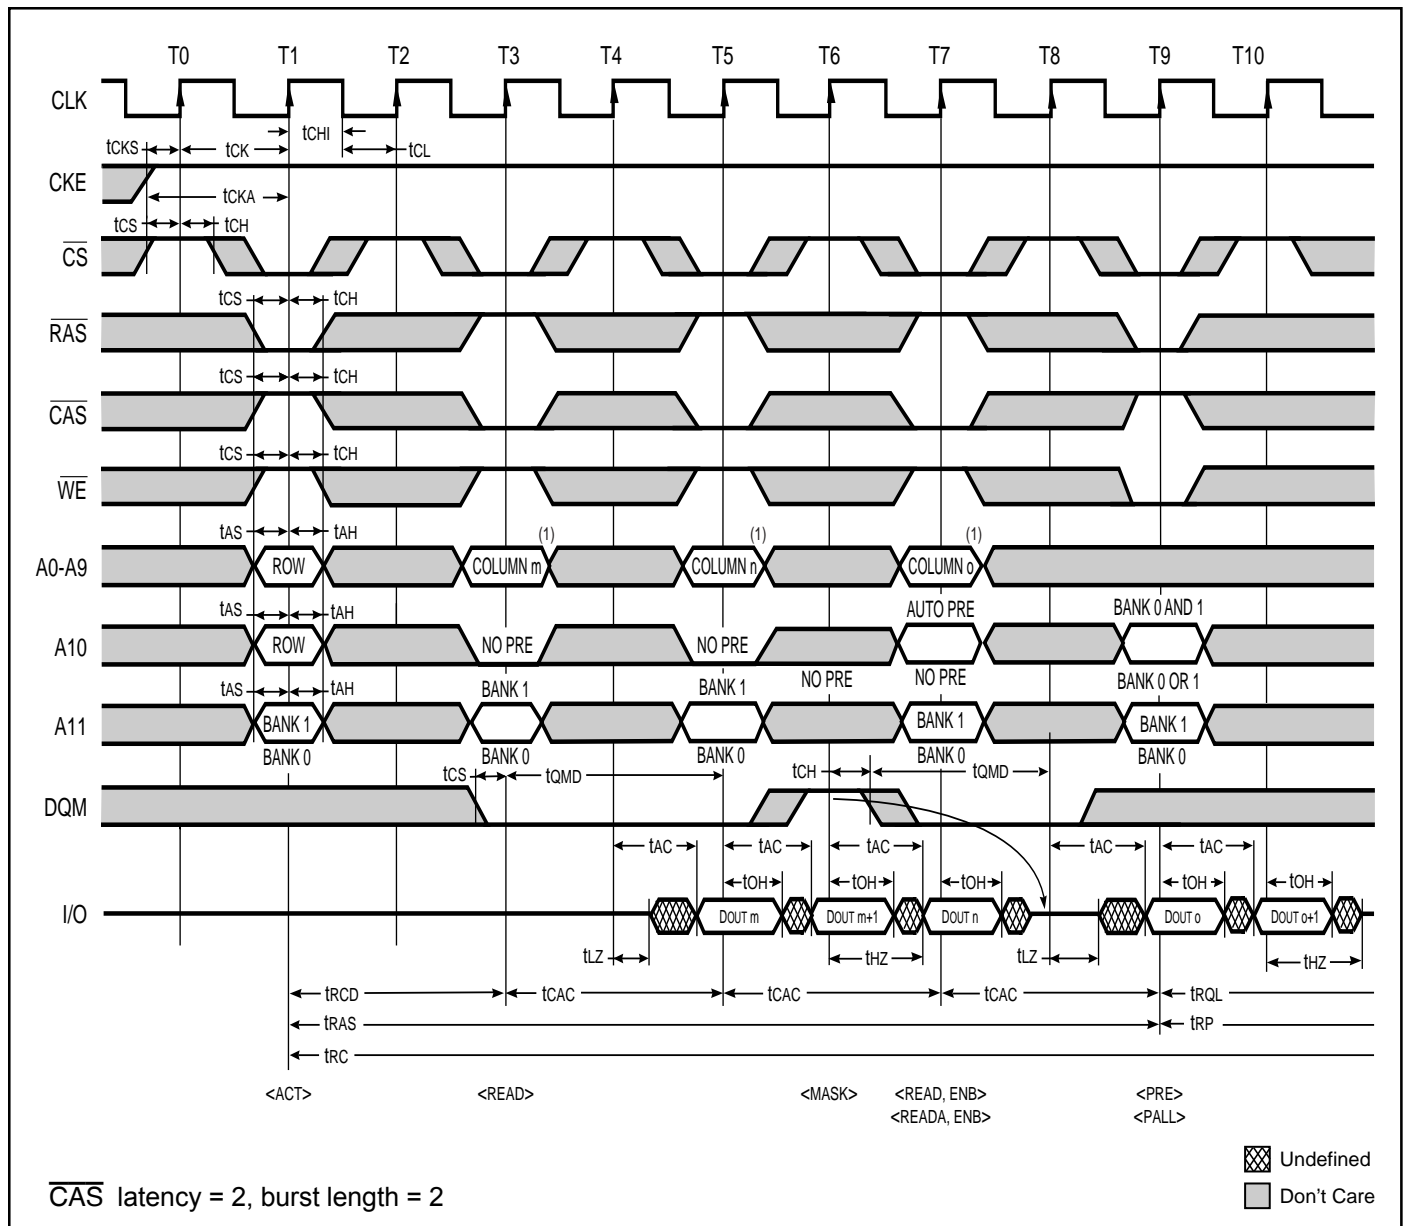 T0 T1 T2 T3 T4 T5 T6 T7 T8 T9 T10
CLK
tCHI
tCKS tCK tCL
CKE
tCKA
tCS tCH
CS
tCS tCH
RAS
tCS tCH
CAS
tCS tCH
WE
tAS tAH (1) (1) (1)
A0-A9 ROW COLUMN m COLUMN n COLUMN o
tAS tAH AUTO PRE BANK 0 AND 1
A10 ROW NO PRE NO PRE
tAS tAH BANK 1 BANK 1 NO PRE NO PRE BANK 0 OR 1
A11 BANK 1 BANK 1 BANK 1
BANK 0 BANK 0 BANK 0 BANK 0 BANK 0
tCS tQMD tCH tQMD
DQM
tAC tAC tAC tAC tAC
tOH tOH tOH tOH tOH
I/O DOUT m DOUT m+1 DOUT n DOUT o DOUT o+1
tLZ tHZ tLZ tHZ
tRCD tCAC tCAC tCAC tRQL
tRAS tRP
tRC
<ACT> <READ> <MASK> <READ, ENB> <PRE>
<READA, ENB> <PALL>
Undefined
CAS latency = 2, burst length = 2
Don't Care